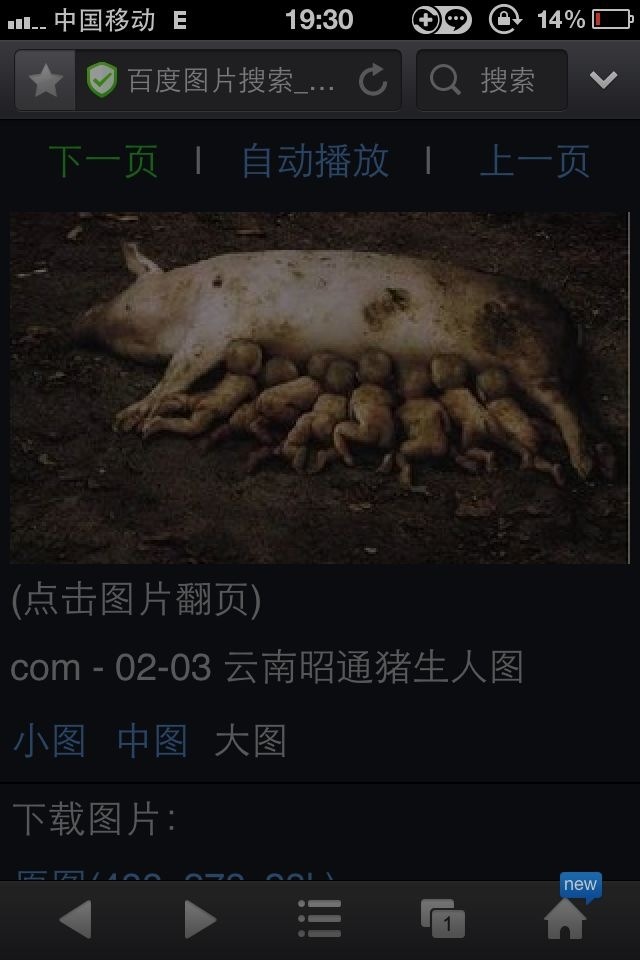 中国移动 E 19:30 14%
百度图片搜索_... 搜索
下一页 | 自动播放 | 上一页
(点击图片翻页)
com - 02-03 云南昭通猪生人图
小图 中图 大图
下载图片:
new
1